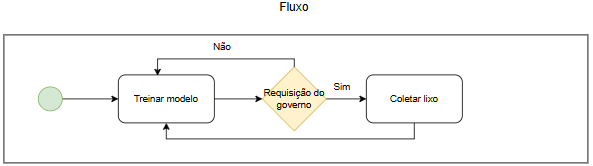 Fluxo
Não
Treinar modelo
Requisição do
governo
Sim
Coletar lixo